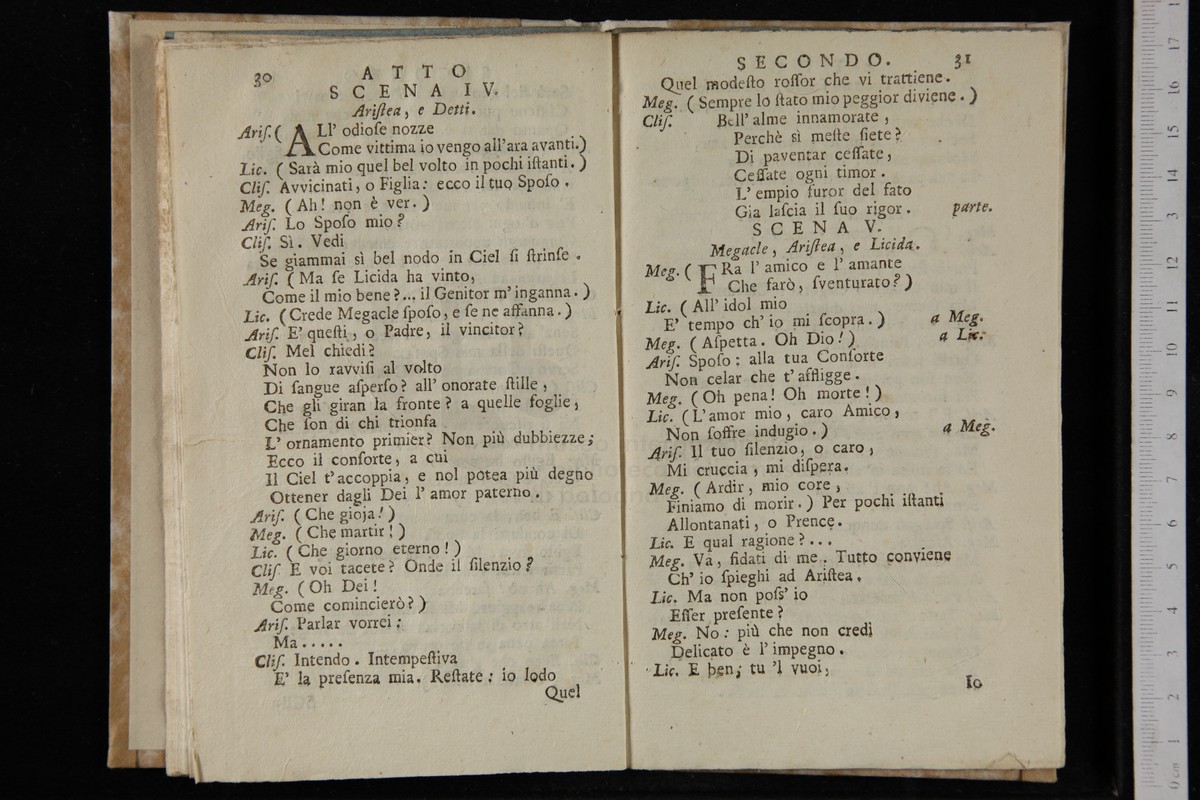 30 ATTO
SCENA IV.
Ariſtea, e Detti.
Ariſ. ( ALl' odioſe nozze
Come vittima io vengo all'ara avanti.)
Lic. ( Sarà mio quel bel volto in pochi iſtanti. )
Cliſ. Avvicinati, o Figlia: ecco il tuo Spoſo .
Meg. ( Ah! non è ver. )
Ariſ. Lo Spoſo mio?
Cliſ. Sì. Vedi
Se giammai sì bel nodo in Ciel ſi ſtrinſe .
Ariſ. ( Ma ſe Licida ha vinto,
Come il mio bene?... il Genitor m' inganna. )
Lic. ( Crede Megacle ſpoſo, e ſe ne affanna. )
Ariſ. E' queſti, o Padre, il vincitor?
Cliſ. Mel chiedi?
Non lo ravviſi al volto
Di ſangue aſperſo? all' onorate ſtille,
Che gli giran la fronte? a quelle foglie,
Che ſon di chi trionfa
L' ornamento primier? Non più dubbiezze;
Ecco il conſorte, a cui
Il Ciel t'accoppia, e nol potea più degno
Ottener dagli Dei l' amor paterno.
Ariſ. ( Che gioja! )
Meg. ( Che martir! )
Lic. ( Che giorno eterno! )
Cliſ. E voi tacete? Onde il ſilenzio?
Meg. ( Oh Dei!
Come comincierò? )
Ariſ. Parlar vorrei:
Ma.....
Cliſ. Intendo. Intempeſtiva
E' la preſenza mia. Reſtate: io lodo
Quel
SECONDO. 31
Quel modeſto roſſor che vi trattiene.
Meg. ( Sempre lo ſtato mio peggior diviene. )
Cliſ. Bell' alme innamorate,
Perchè sì meſte ſiete?
Di paventar ceſſate,
Ceſſate ogni timor.
L' empio furor del fato
Gia laſcia il ſuo rigor. parte.
SCENA V.
Megacle, Ariſtea, e Licida.
Meg. ( FRa l' amico e l' amante
Che farò, ſventurato? )
Lic. ( All' idol mio
E' tempo ch' io mi ſcopra. ) a Meg.
Meg. ( Aſpetta. Oh Dio! ) a Lic.
Ariſ. Spoſo: alla tua Conſorte
Non celar che t' affligge.
Meg. ( Oh pena! Oh morte! )
Lic. ( L' amor mio, caro Amico,
Non ſoffre indugio. ) a Meg.
Ariſ. Il tuo ſilenzio, o caro,
Mi cruccia, mi diſpera.
Meg. ( Ardir, mio core,
Finiamo di morir. ) Per pochi iſtanti
Allontanati, o Prence.
Lic. E qual ragione?...
Meg. Va, fidati di me. Tutto conviene
Ch' io ſpieghi ad Ariſtea.
Lic. Ma non poſs' io
Eſſer preſente?
Meg. No: più che non credi
Delicato è l' impegno.
Lic. E ben; tu 'l vuoi,
Io